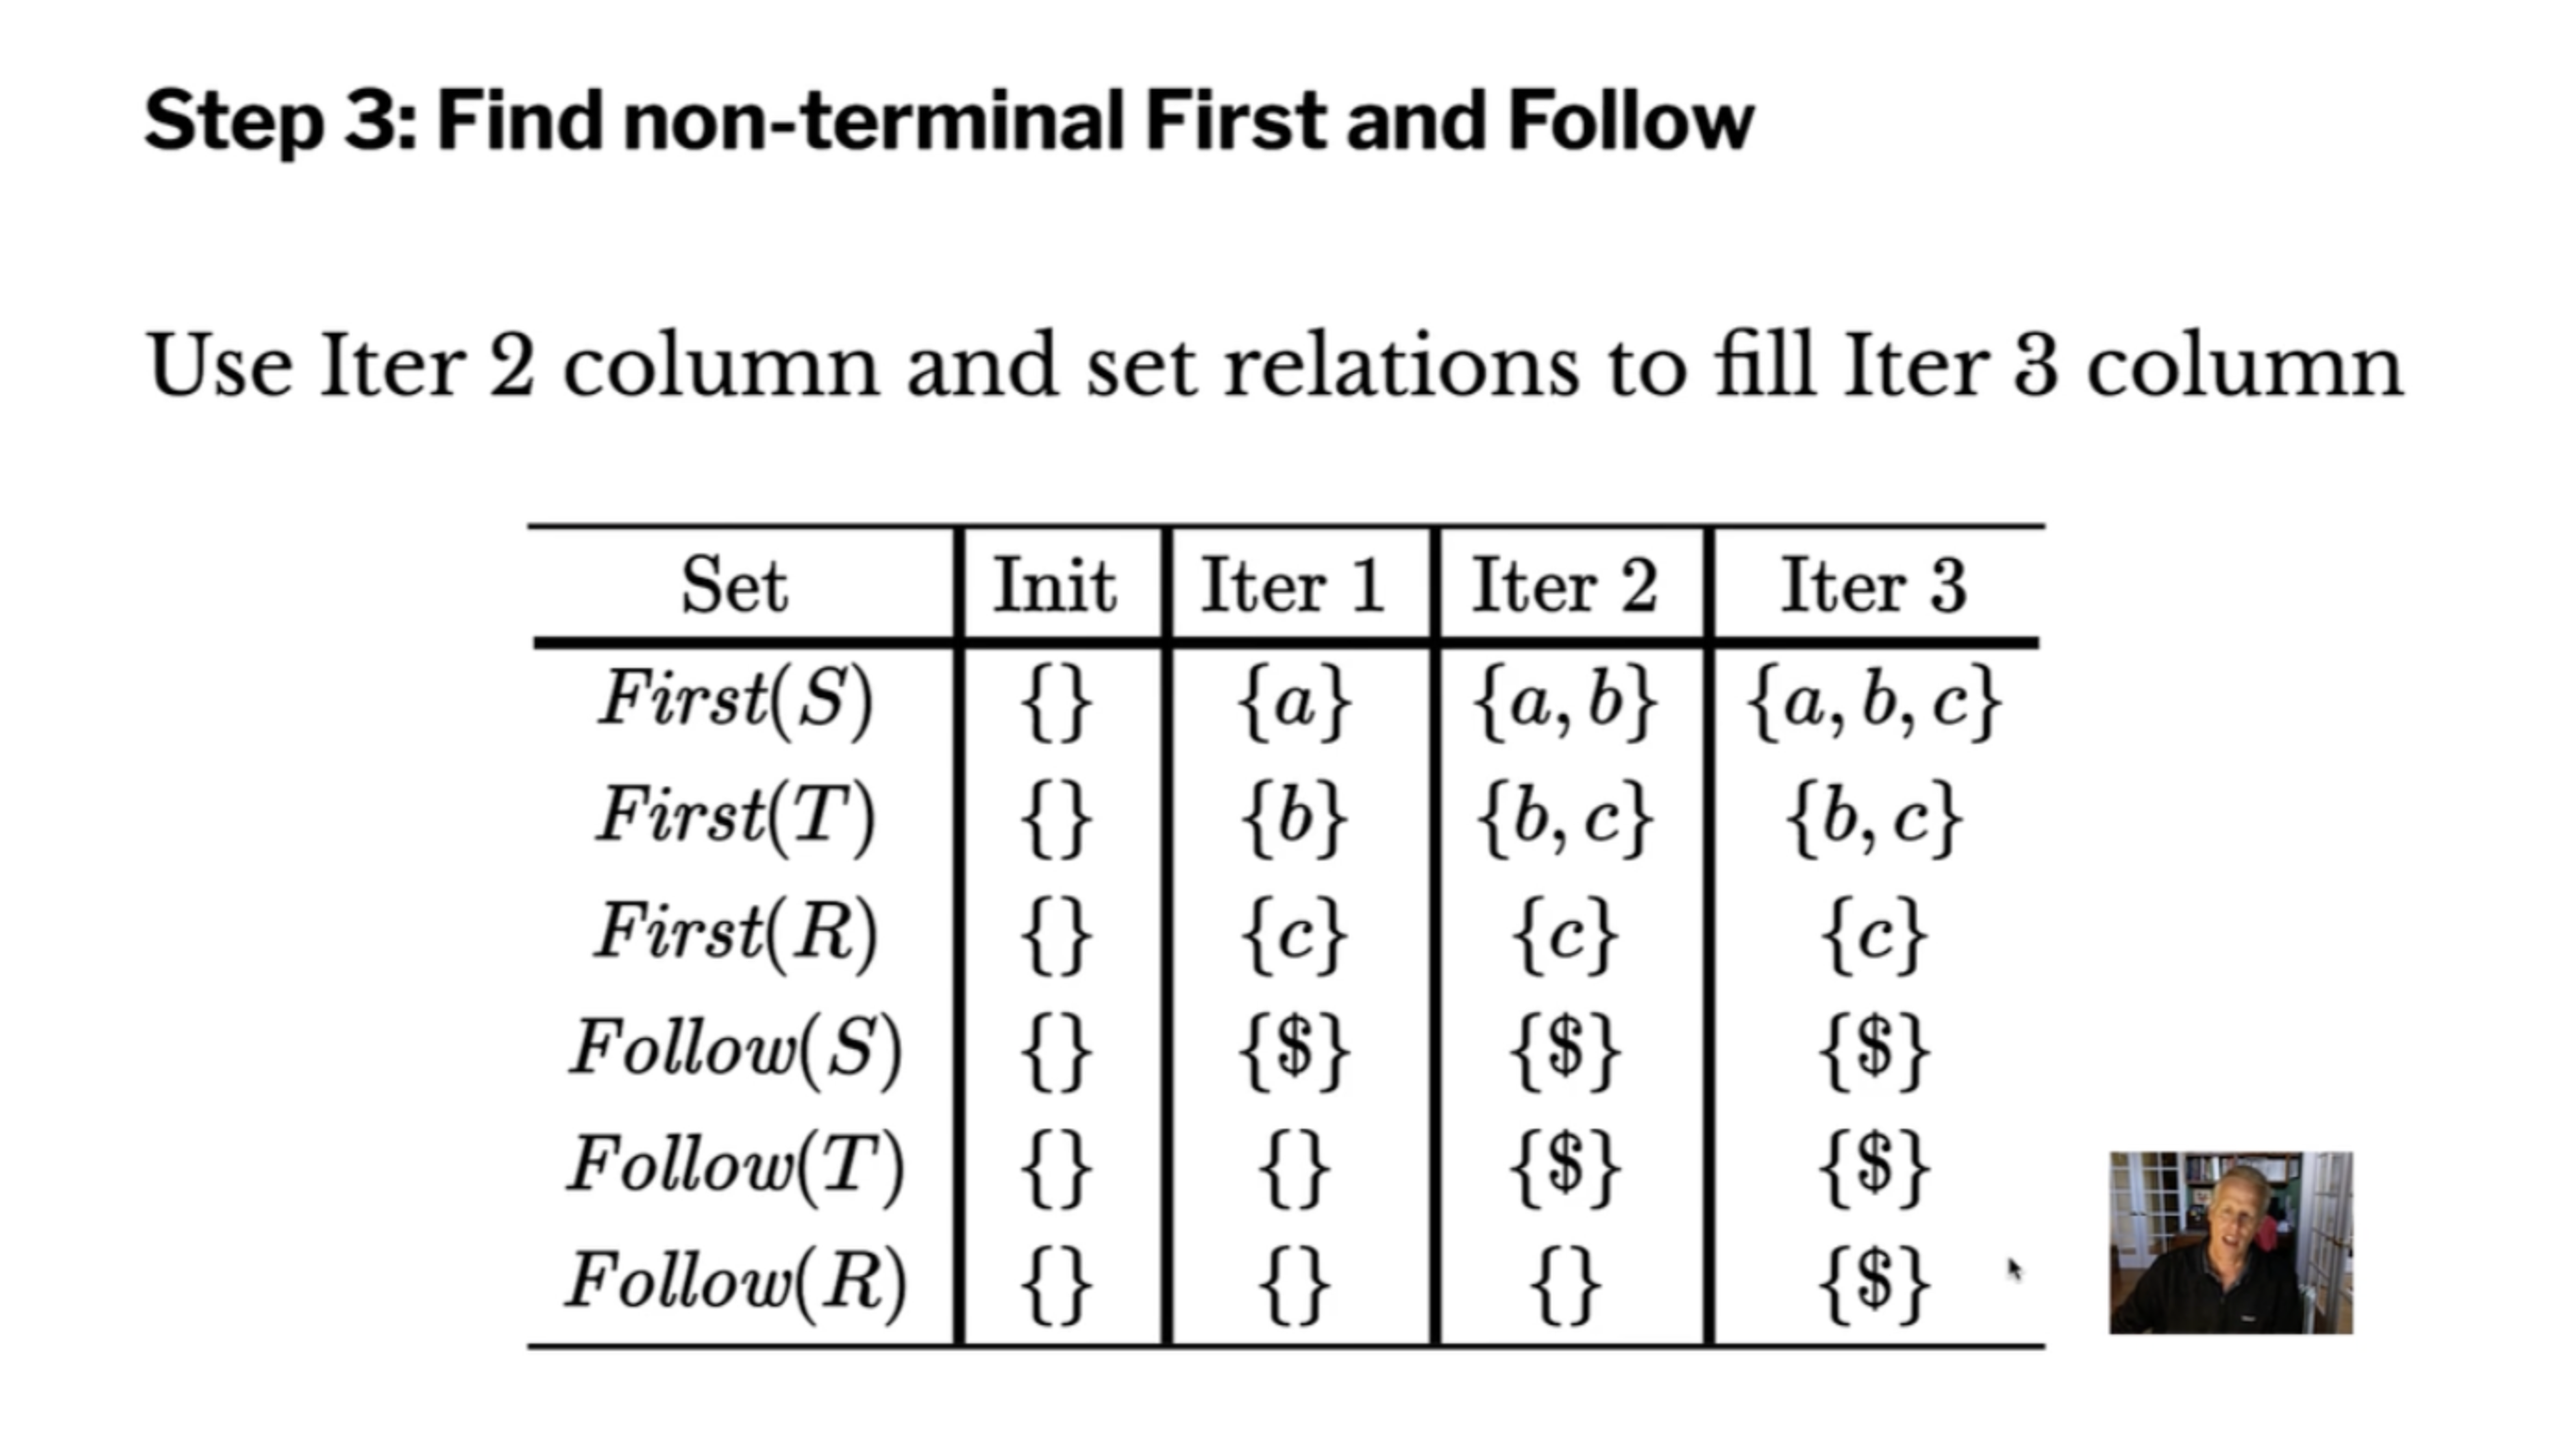 Step 3: Find non-terminal First and Follow
Use Iter 2 column and set relations to fill Iter 3 column
Set Init Iter 1 Iter 2 Iter 3
First(S) {} {a} {a, b} {a, b, c}
First(T) {} {b} {b, c} {b, c}
First(R) {} {c} {c} {c}
Follow(S) {} {$} {$} {$}
Follow(T) {} {} {$} {$}
Follow(R) {} {} {} {$}